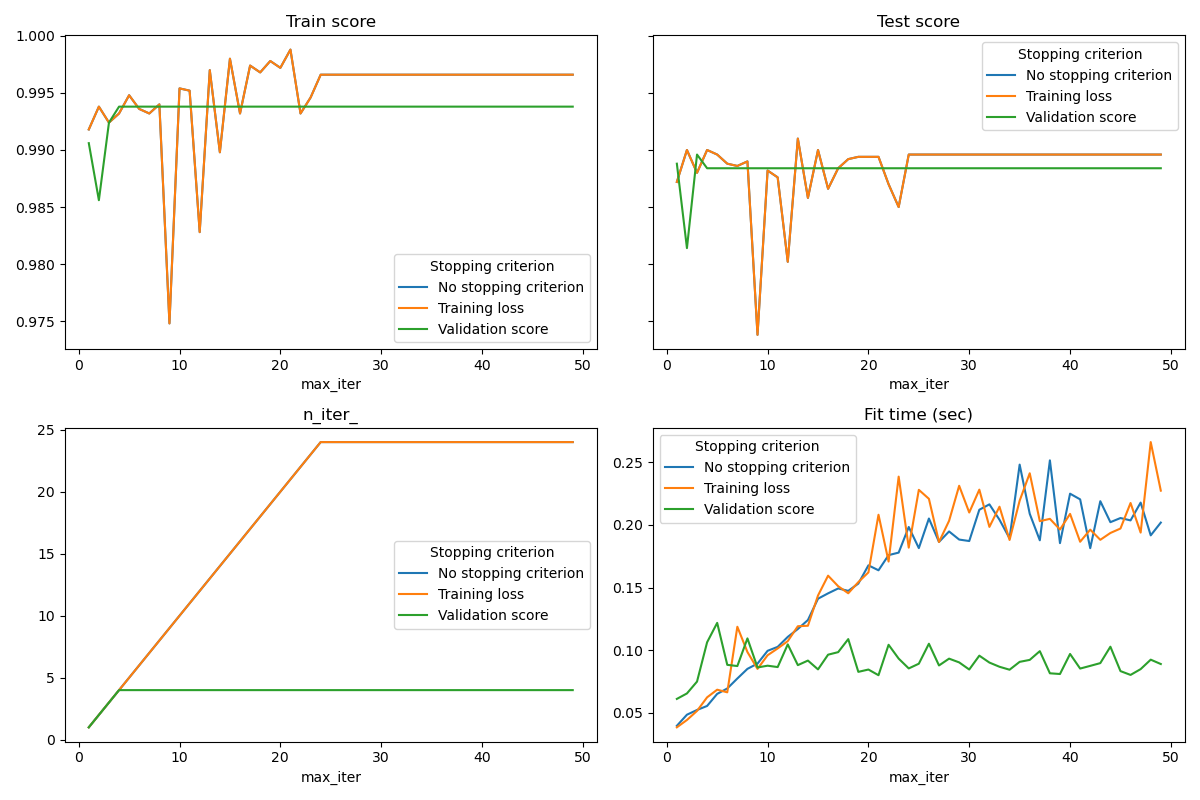 Train score
1.000
0.995
0.990
0.985
0.980
0.975
Stopping criterion
No stopping criterion
Training loss
Validation score
0 10 20 30 40 50
max_iter
Test score
Stopping criterion
No stopping criterion
Training loss
Validation score
0 10 20 30 40 50
max_iter
n_iter_
25
20
15
10
5
0
Stopping criterion
No stopping criterion
Training loss
Validation score
0 10 20 30 40 50
max_iter
Fit time (sec)
Stopping criterion
No stopping criterion
Training loss
Validation score
0.25
0.20
0.15
0.10
0.05
0 10 20 30 40 50
max_iter